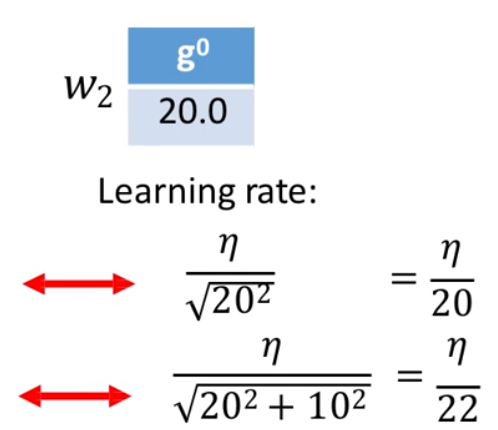 g⁰
w₂ 20.0
Learning rate:
η/√20² = η/20
η/√20² + 10² = η/22